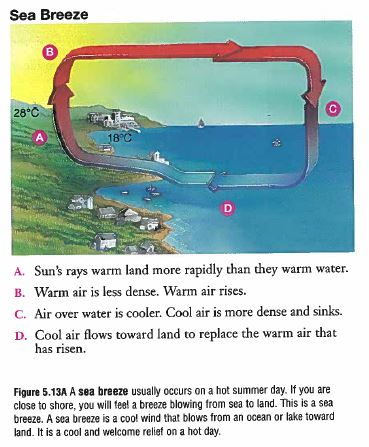 Sea Breeze
B
28°C
C
A
18°C
D
A. Sun's rays warm land more rapidly than they warm water.
B. Warm air is less dense. Warm air rises.
C. Air over water is cooler. Cool air is more dense and sinks.
D. Cool air flows toward land to replace the warm air that
has risen.
Figure 5.13A A sea breeze usually occurs on a hot summer day. If you are
close to shore, you will feel a breeze blowing from sea to land. This is a sea
breeze. A sea breeze is a cool wind that blows from an ocean or lake toward
land. It is a cool and welcome relief on a hot day.